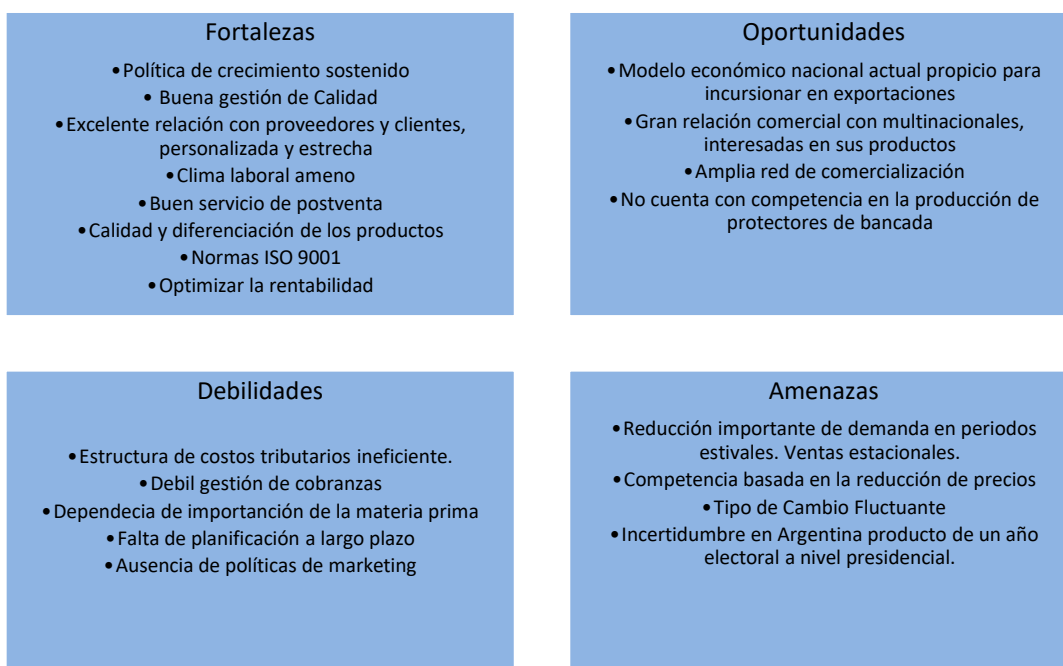 Fortalezas
•Política de crecimiento sostenido
• Buena gestión de Calidad
•Excelente relación con proveedores y clientes,
personalizada y estrecha
•Clima laboral ameno
•Buen servicio de postventa
•Calidad y diferenciación de los productos
•Normas ISO 9001
•Optimizar la rentabilidad
Oportunidades
•Modelo económico nacional actual propicio para
incursionar en exportaciones
•Gran relación comercial con multinacionales,
interesadas en sus productos
•Amplia red de comercialización
•No cuenta con competencia en la producción de
protectores de bancada
Debilidades
•Estructura de costos tributarios ineficiente.
•Debil gestión de cobranzas
•Dependecia de importanción de la materia prima
•Falta de planificación a largo plazo
•Ausencia de políticas de marketing
Amenazas
•Reducción importante de demanda en periodos
estivales. Ventas estacionales.
•Competencia basada en la reducción de precios
•Tipo de Cambio Fluctuante
•Incertidumbre en Argentina producto de un año
electoral a nivel presidencial.